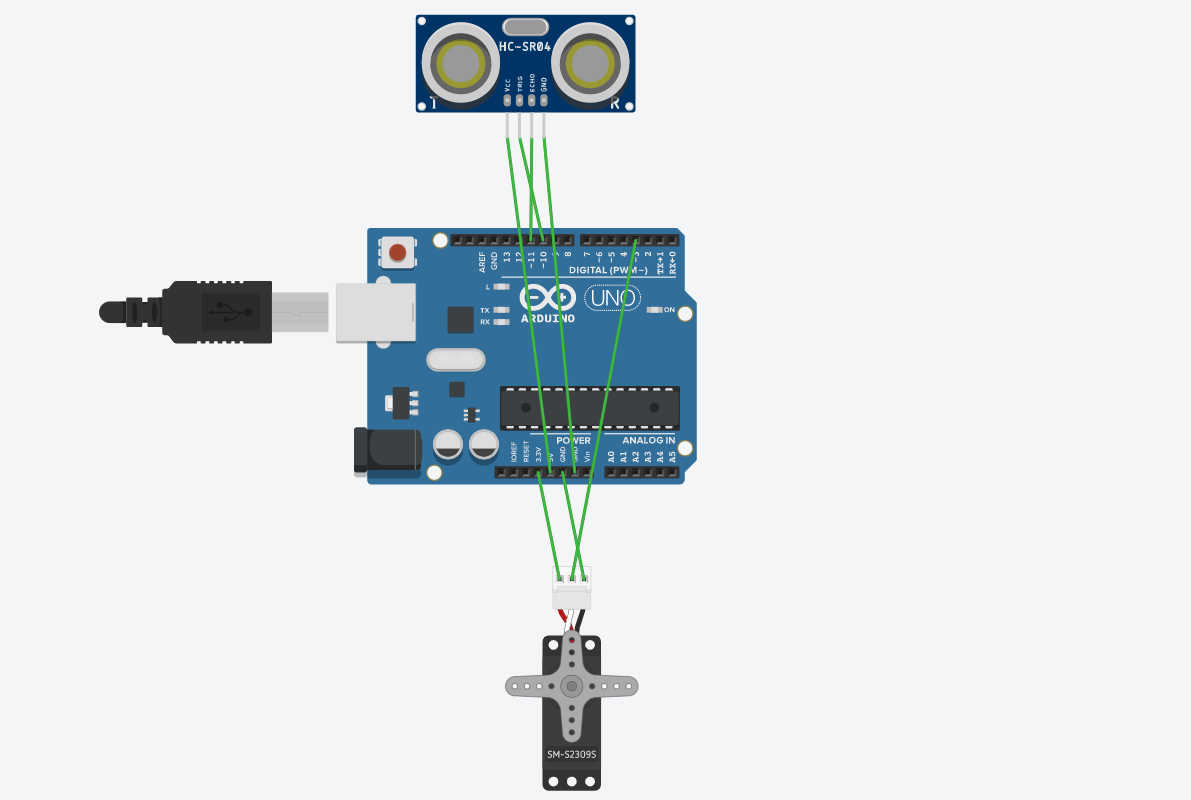 HC-SR04
VCC
TRIG
ECHO
GND
T
R
AREF
GND
13
12
~11
~10
8
7
~6
~5
4
~3
2
TX→1
RX←0
DIGITAL (PWM~)
L
TX
RX
ARDUINO
UNO
ON
POWER
ANALOG IN
IOREF
RESET
3.3V
5V
GND
GND
Vin
A0
A1
A2
A3
A4
A5
SM-S2309S